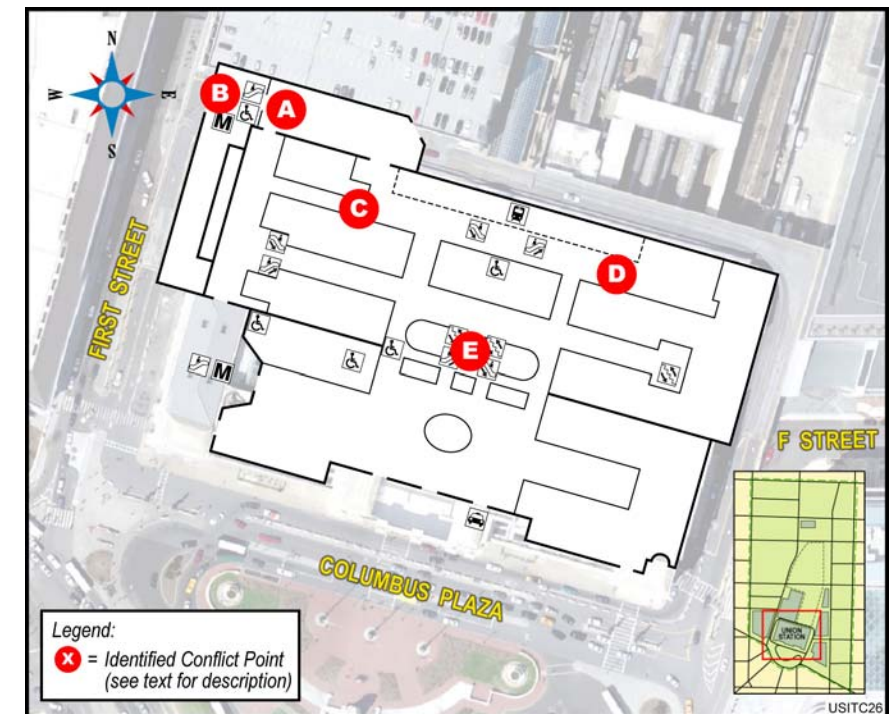 N
W
E
S
B
A
M
C
D
FIRST STREET
E
M
F STREET
COLUMBUS PLAZA
UNION
STATION
Legend:
X = Identified Conflict Point
(see text for description)
USITC26